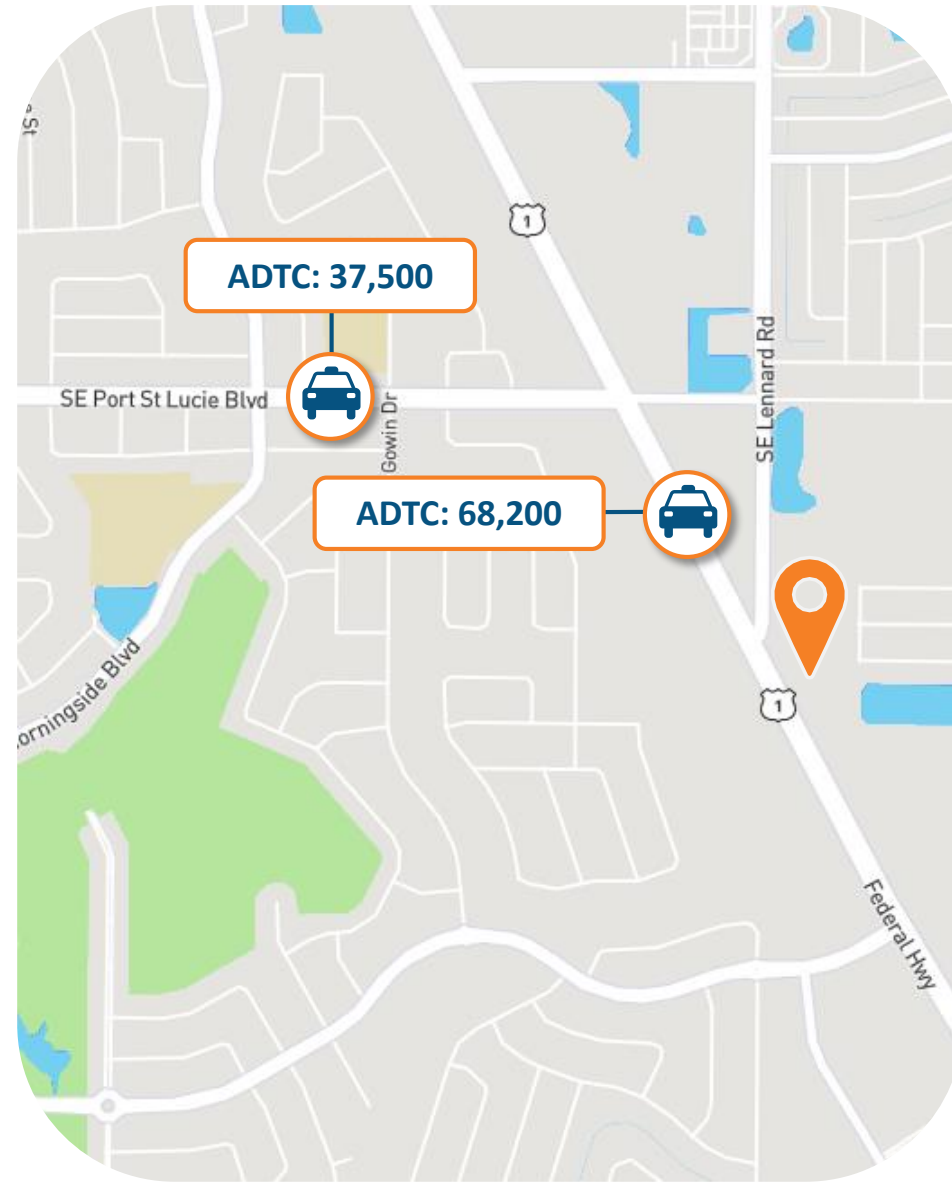 St
1
ADTC: 37,500
SE Port St Lucie Blvd
Gowin Dr
SE Lennard Rd
ADTC: 68,200
orningside Blvd
1
Federal Hwy